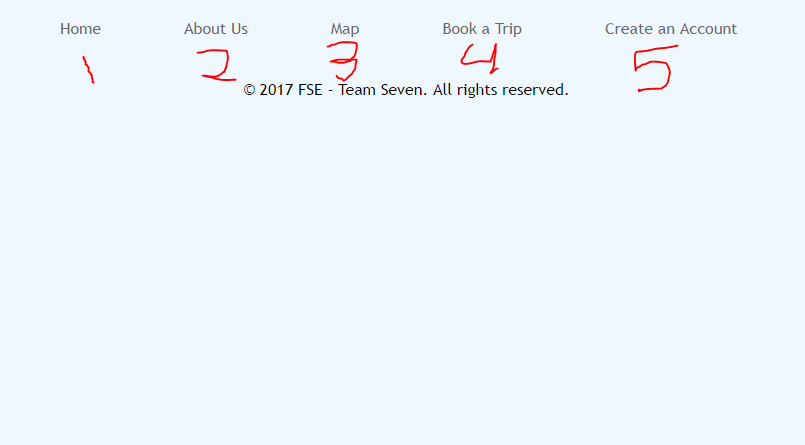 Home About Us Map Book a Trip Create an Account
1 2 3 4 5
© 2017 FSE - Team Seven. All rights reserved.